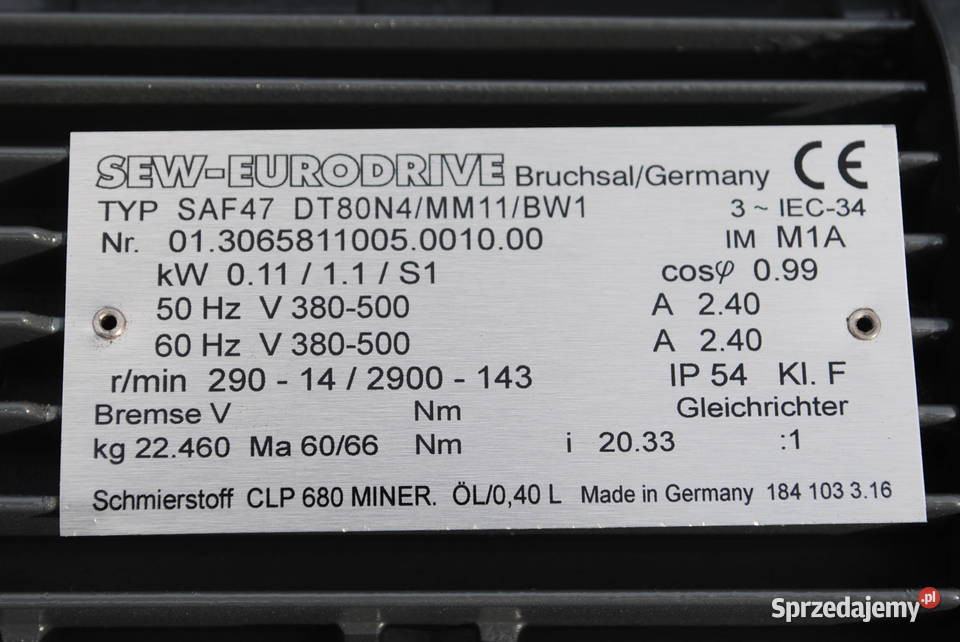 SEW-EURODRIVE Bruchsal/Germany CE
TYP SAF47 DT80N4/MM11/BW1 3 ~ IEC-34
Nr. 01.3065811005.0010.00 IM M1A
kW 0.11 / 1.1 / S1 cosφ 0.99
50 Hz V 380-500 A 2.40
60 Hz V 380-500 A 2.40
r/min 290 - 14 / 2900 - 143 IP 54 Kl. F
Bremse V Nm Gleichrichter
kg 22.460 Ma 60/66 Nm i 20.33 :1
Schmierstoff CLP 680 MINER. ÖL/0,40 L Made in Germany 184 103 3.16
Sprzedajemy.pl